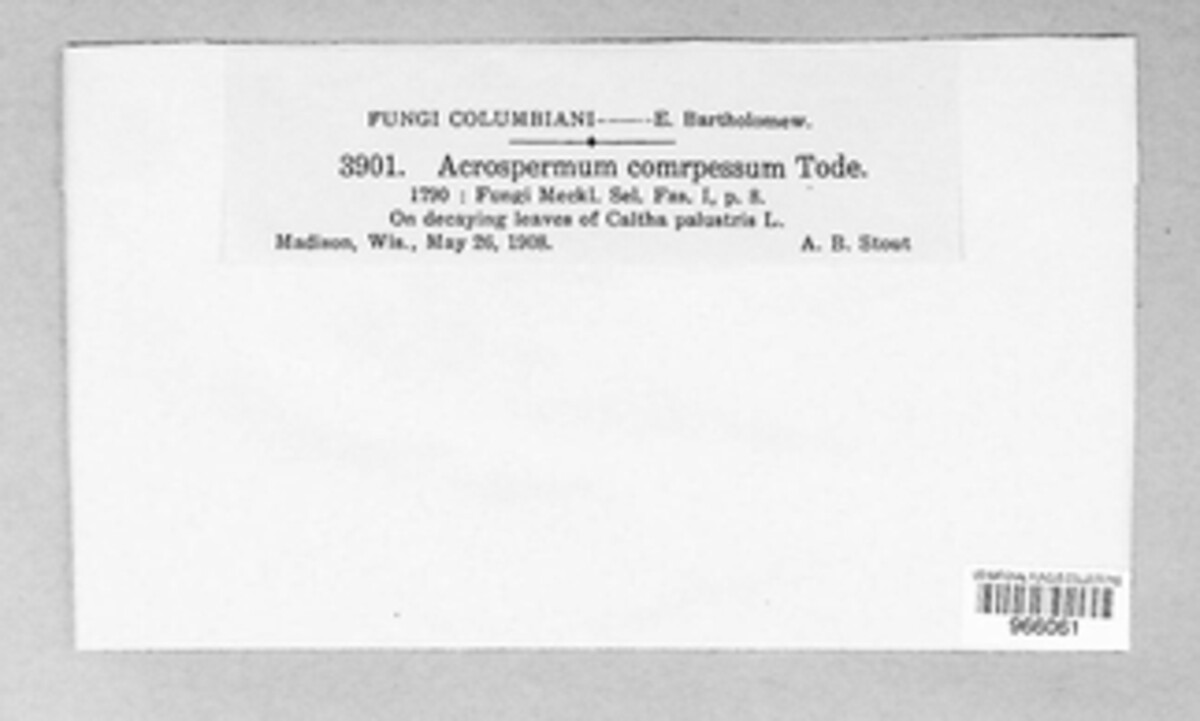 FUNGI COLUMBIANI——E. Bartholomew.
3901. Acrospermum comrpessum Tode.
1790 : Fungi Meckl. Sel. Fas. I, p. 8.
On decaying leaves of Caltha palustris L.
Madison, Wis., May 26, 1908. A. B. Stout
966061